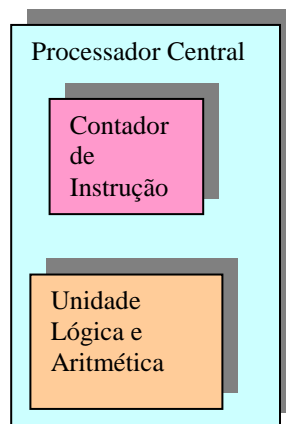 Processador Central
Contador
de
Instrução
Unidade
Lógica e
Aritmética